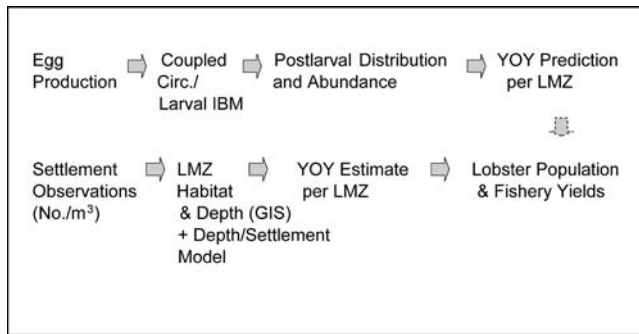 Egg
Production
Coupled
Circ./
Larval IBM
Postlarval Distribution
and Abundance
YOY Prediction
per LMZ
Settlement
Observations
(No./m³)
LMZ
Habitat
& Depth (GIS)
+ Depth/Settlement
Model
YOY Estimate
per LMZ
Lobster Population
& Fishery Yields